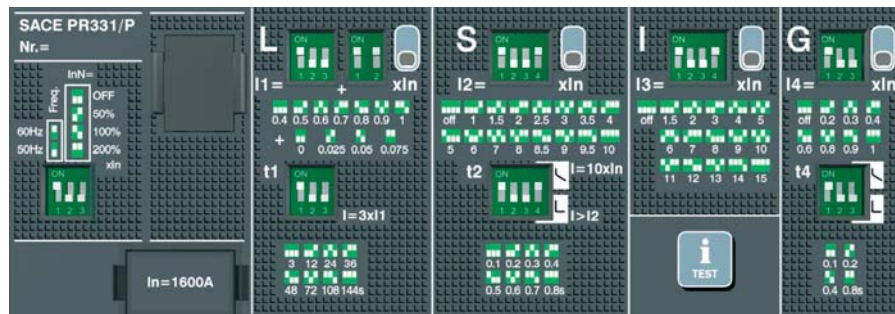 SACE PR331/P
Nr.=
InN=
Freq.
OFF
50%
100%
200%
xIn
60Hz
50Hz
ON
1 2 3
In=1600A
L
ON
1 2 3
1 2
I1=
+
xIn
0.4 0.5 0.6 0.7 0.8 0.9 1
+ 0 0.025 0.05 0.075
t1
ON
1 2 3
I=3xI1
3 12 24 36
48 72 108 144s
S
ON
1 2 3 4
I2=
xIn
off 1 1.5 2 2.5 3 3.5 4
5 6 7 8 8.5 9 9.5 10
t2
ON
1 2 3 4
I=10xIn
I>I2
0.1 0.2 0.3 0.4
0.5 0.6 0.7 0.8s
I
ON
1 2 3 4
I3=
xIn
off 1.5 2 3 4 5
6 7 8 9 10
11 12 13 14 15
i
TEST
G
ON
1 2 3
I4=
xIn
off 0.2 0.3 0.4
0.6 0.8 0.9 1
t4
ON
1 2 3
0.1 0.2
0.4 0.8s